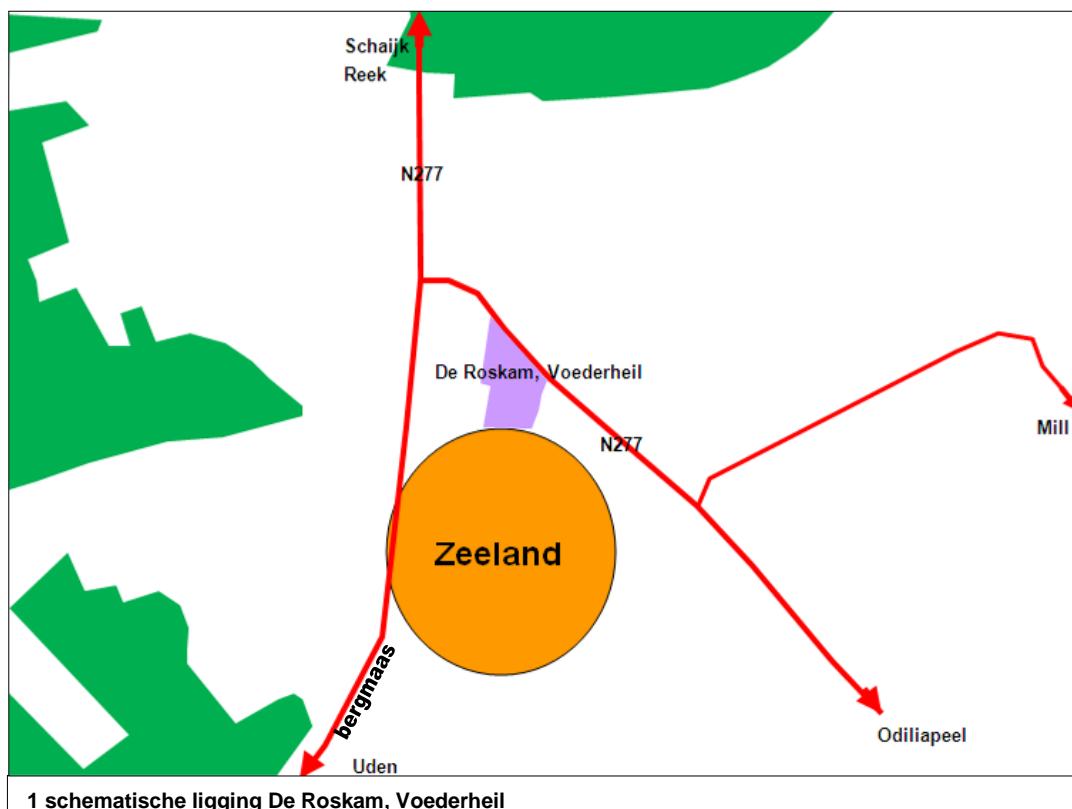 Schaijk
Reek
N277
De Roskam, Voederheil
N277
Mill
Zeeland
bergmaas
Odiliapeel
Uden
1 schematische ligging De Roskam, Voederheil